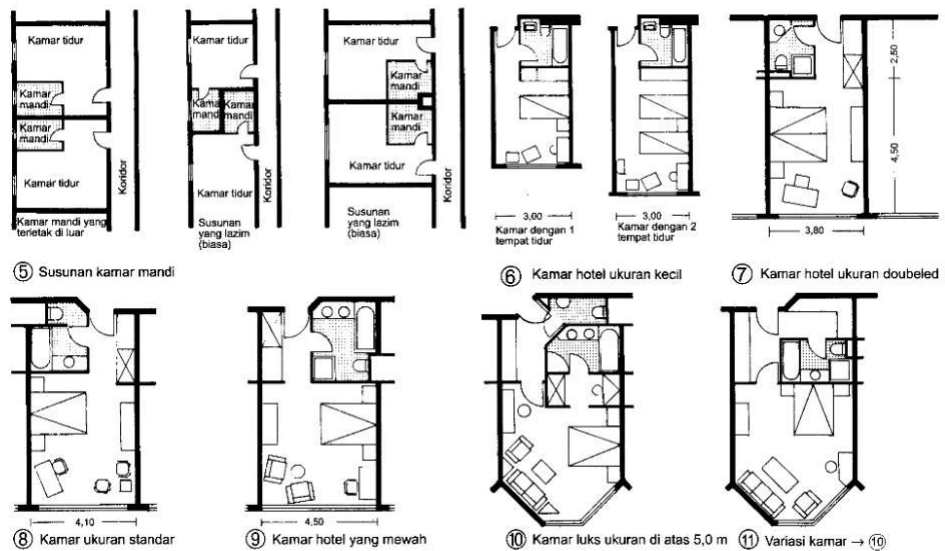 Kamar tidur
Kamar
mandi
Kamar
mandi
Kamar tidur
Koridor
Kamar mandi yang
terletak di luar
Kamar tidur
Kamar
mandi
Kamar
mandi
Kamar tidur
Koridor
Susunan
yang lazim
(biasa)
Kamar tidur
Kamar
mandi
Kamar
mandi
Kamar tidur
Koridor
Susunan
yang lazim
(biasa)
⑤ Susunan kamar mandi
3,00
Kamar dengan 1
tempat tidur
3,00
Kamar dengan 2
tempat tidur
⑥ Kamar hotel ukuran kecil
2,50
4,50
3,80
⑦ Kamar hotel ukuran doubeled
4,10
⑧ Kamar ukuran standar
4,50
⑨ Kamar hotel yang mewah
⑩ Kamar luks ukuran di atas 5,0 m
⑪ Variasi kamar → ⑩